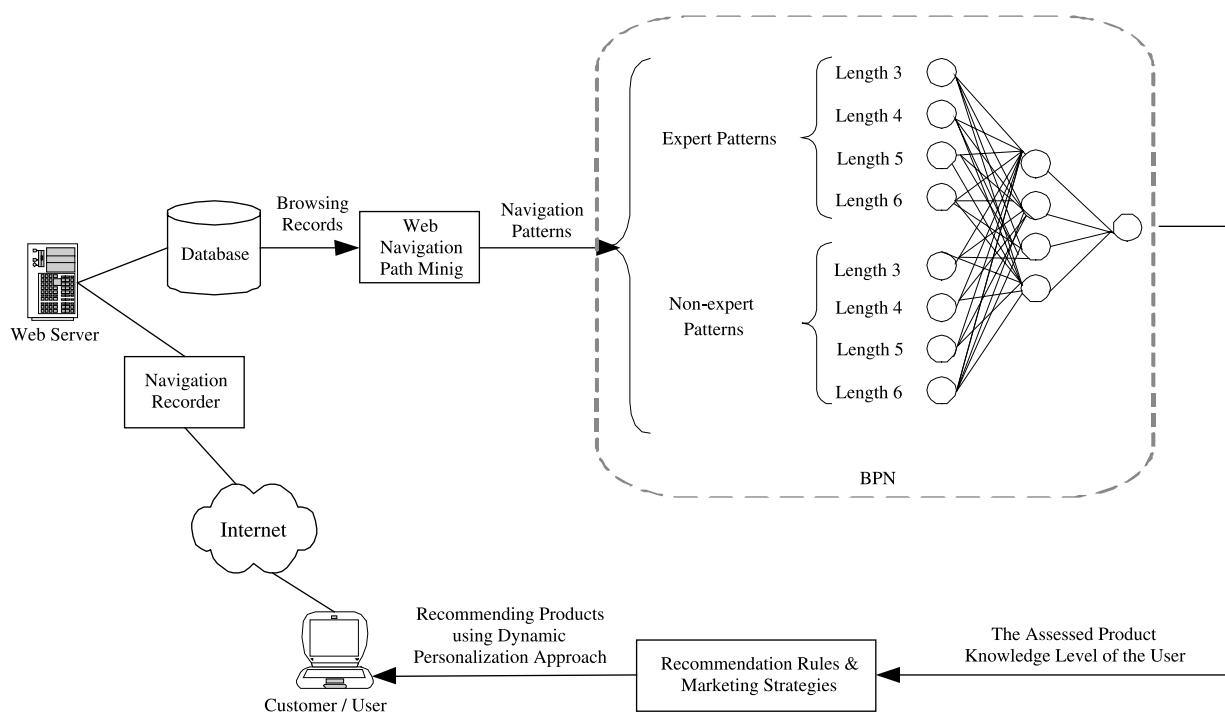 Web Server
Database
Browsing
Records
Web
Navigation
Path Minig
Navigation
Patterns
Expert Patterns
Length 3
Length 4
Length 5
Length 6
Non-expert
Patterns
Length 3
Length 4
Length 5
Length 6
BPN
Navigation
Recorder
Internet
Customer / User
Recommending Products
using Dynamic
Personalization Approach
Recommendation Rules &
Marketing Strategies
The Assessed Product
Knowledge Level of the User